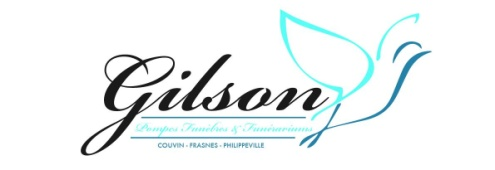 Gilson
Pompes Funèbres & Funérariums
COUVIN - FRASNES - PHILIPPEVILLE